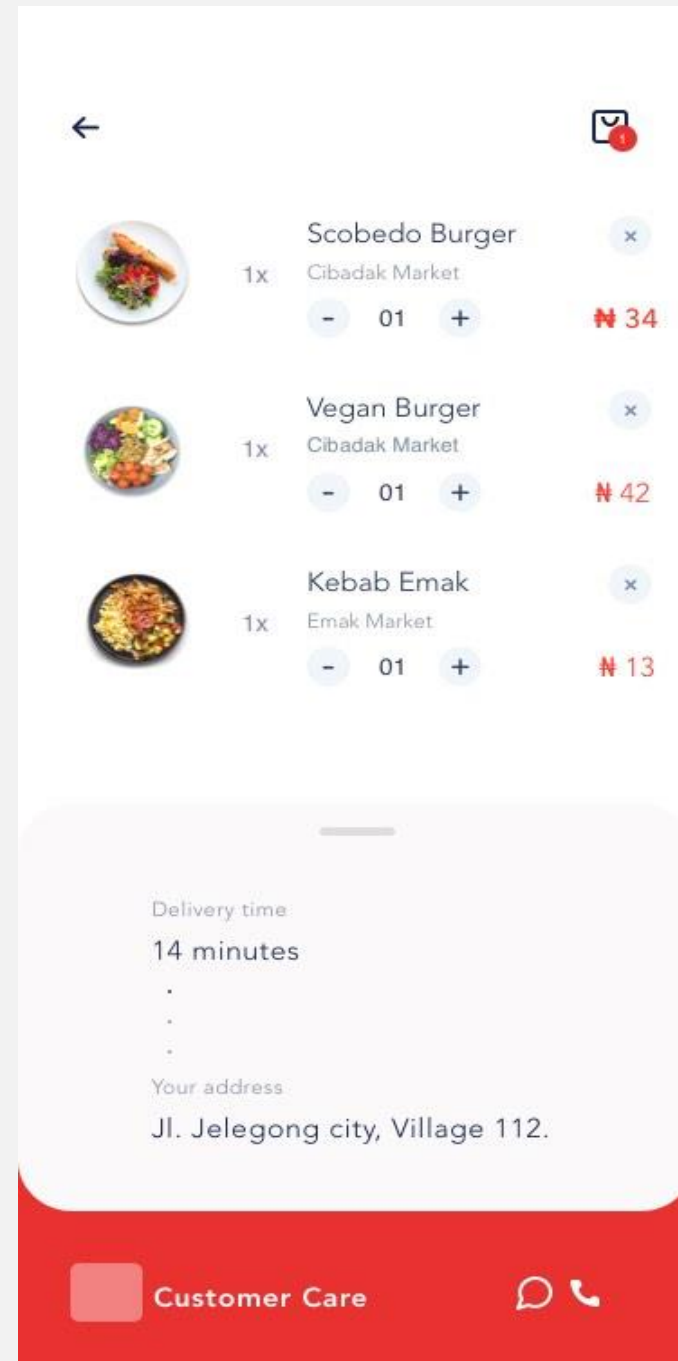 1
Scobedo Burger
×
1x
Cibadak Market
- 01 +
₦ 34
Vegan Burger
×
1x
Cibadak Market
- 01 +
₦ 42
Kebab Emak
×
1x
Emak Market
- 01 +
₦ 13
Delivery time
14 minutes
Your address
Jl. Jelegong city, Village 112.
Customer Care